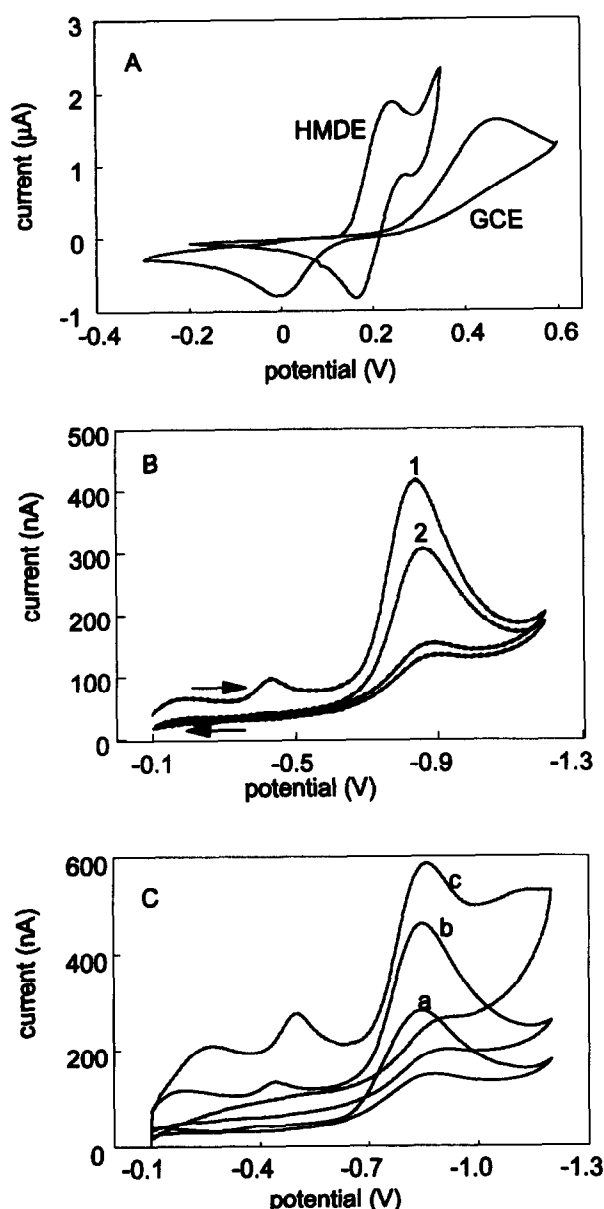 A
3
2
1
0
-1
current (µA)
HMDE
GCE
-0.4 -0.2 0 0.2 0.4 0.6
potential (V)
B
500
400
300
200
100
0
current (nA)
1
2
-0.1 -0.5 -0.9 -1.3
potential (V)
C
600
400
200
0
current (nA)
c
b
a
-0.1 -0.4 -0.7 -1.0 -1.3
potential (V)